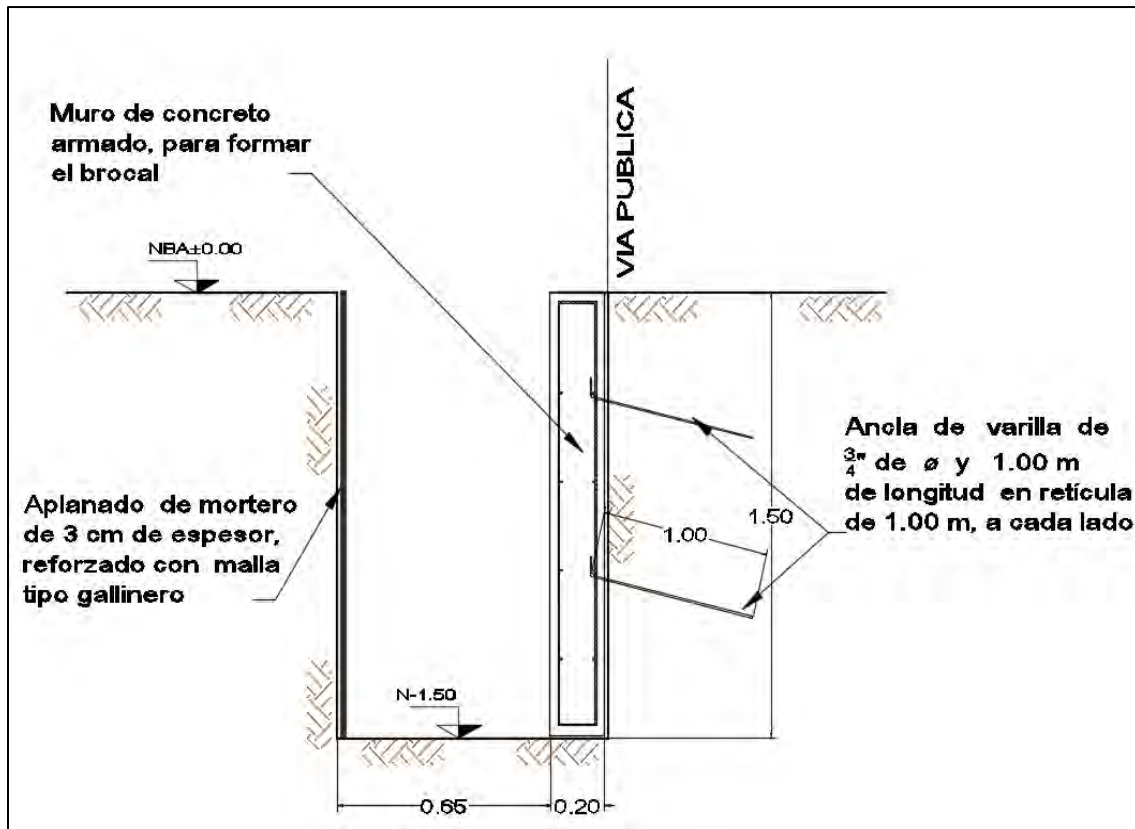 Muro de concreto
armado, para formar
el brocal
VIA PUBLICA
NBA±0.00
Ancla de varilla de
3/4" de ø y 1.00 m
de longitud en retícula
de 1.00 m, a cada lado
1.50
1.00
Aplanado de mortero
de 3 cm de espesor,
reforzado con malla
tipo gallinero
N-1.50
0.65
0.20